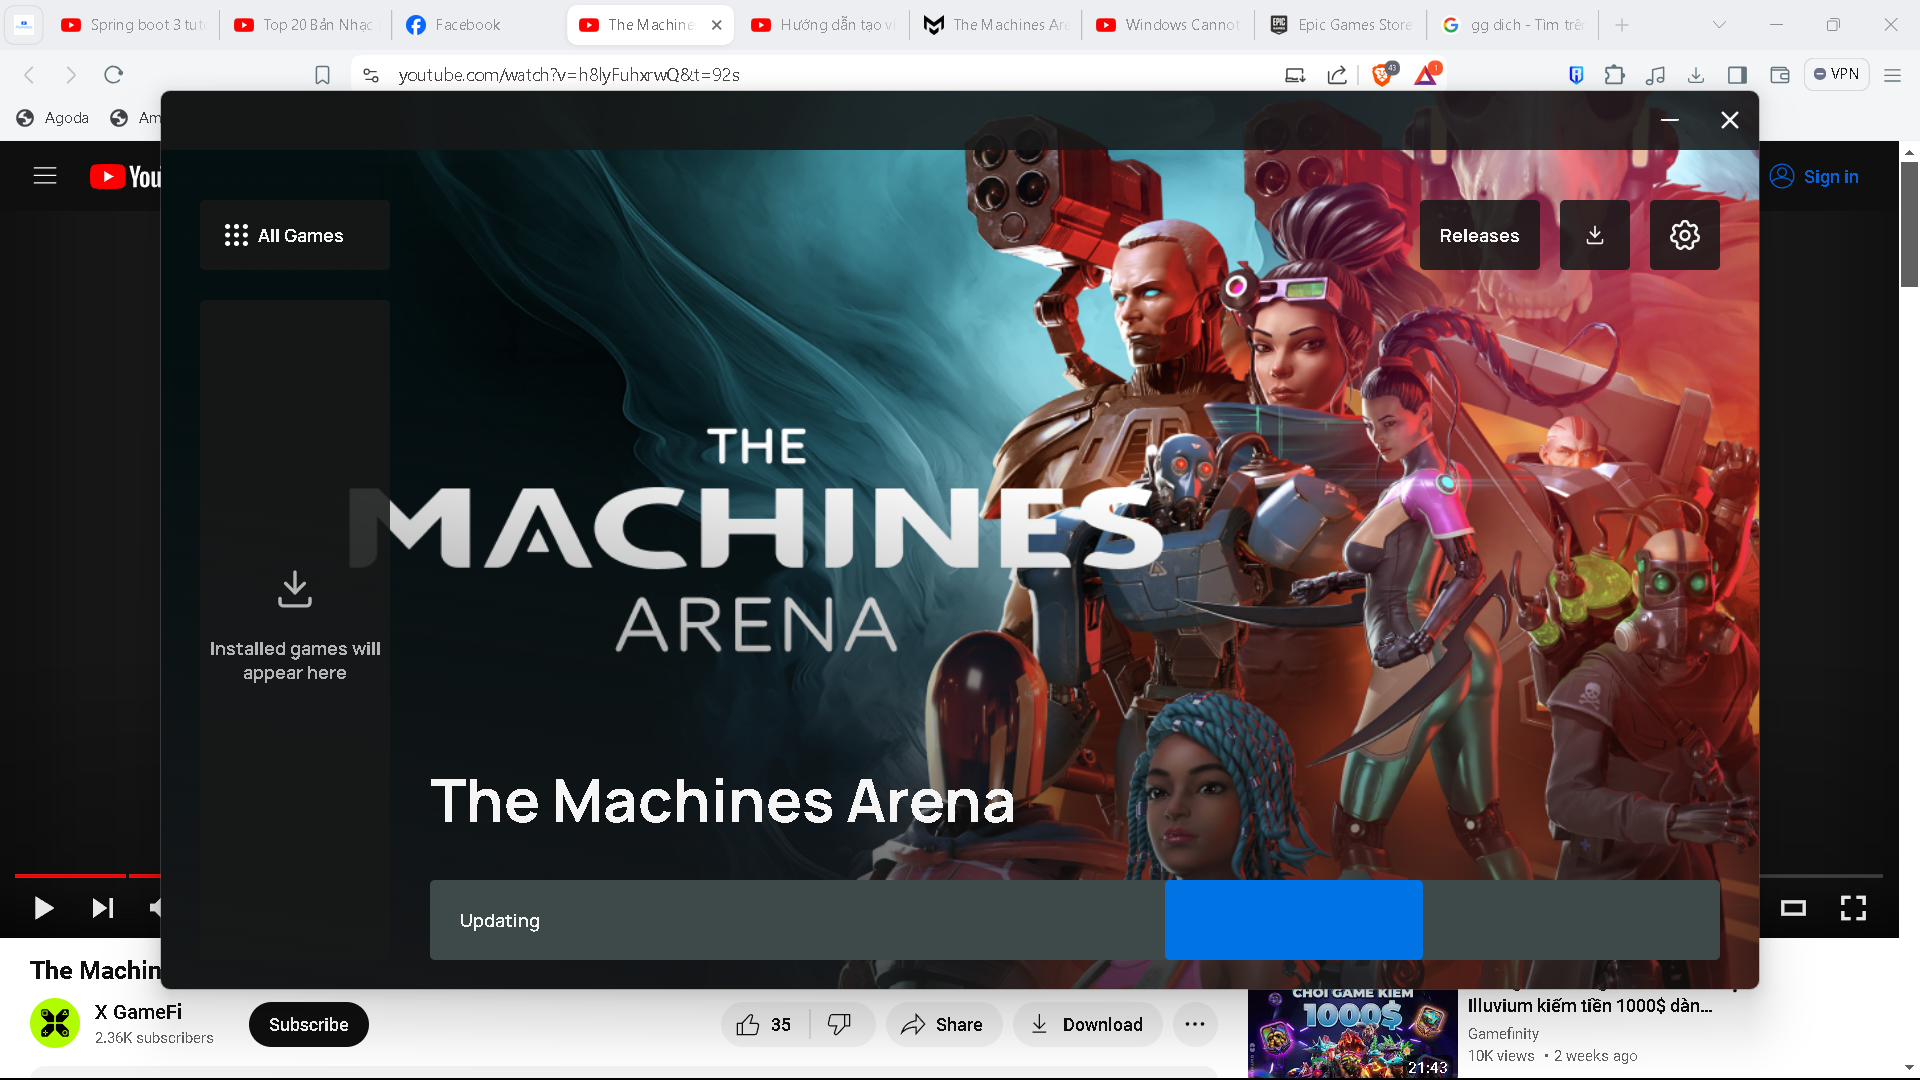 Spring boot 3 tut
Top 20 Bản Nhạc
Facebook
The Machine
Hướng dẫn tạo ví
The Machines Are
Windows Cannot
Epic Games Store
gg dich - Tìm trên
youtube.com/watch?v=h8lyFuhxrwQ&t=92s
43
1
VPN
Agoda
Am
You
Sign in
All Games
Releases
THE
MACHINES
ARENA
Installed games will
appear here
The Machines Arena
Updating
The Machin
X GameFi
2.36K subscribers
Subscribe
35
Share
Download
CHƠI GAME KIẾM
1000$
21:43
Illuvium kiếm tiền 1000$ dàn...
Gamefinity
10K views • 2 weeks ago